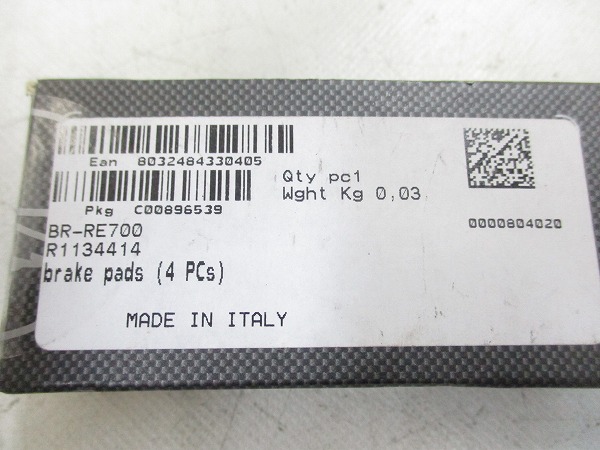 Ean 8032484330405
Qty pc1
Wght Kg 0,03
Pkg C00896539
0000804020
BR-RE700
R1134414
brake pads (4 PCs)
MADE IN ITALY